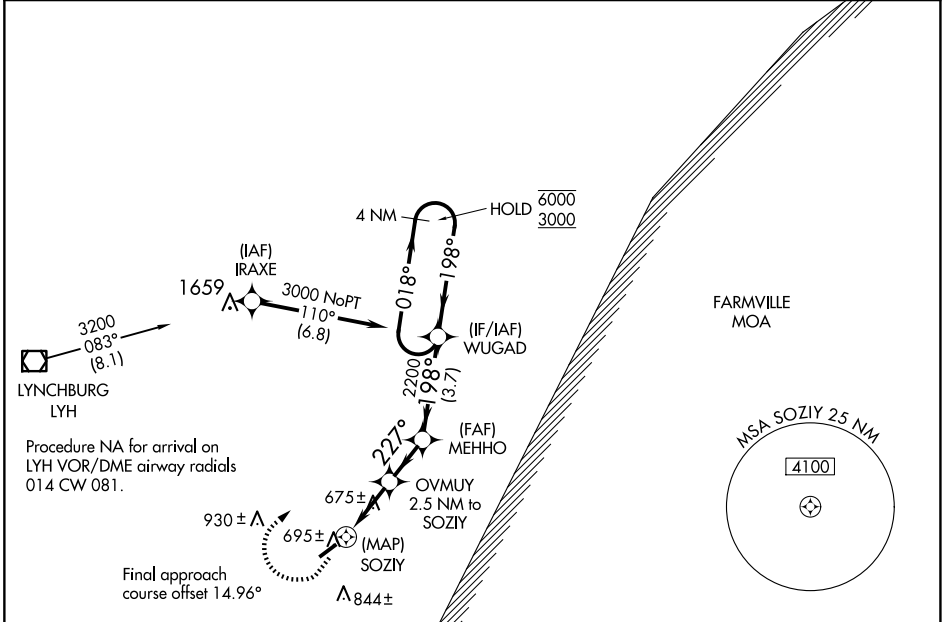 4 NM
HOLD
6000
3000
018°
198°
(IAF)
IRAXE
1659
3000 NoPT
110°
(6.8)
3200
083°
(8.1)
LYNCHBURG
LYH
(IF/IAF)
WUGAD
2200
198°
(3.7)
FARMVILLE
MOA
(FAF)
MEHHO
227°
Procedure NA for arrival on
LYH VOR/DME airway radials
014 CW 081.
OVMUY
2.5 NM to
SOZIY
675±
930±
695±
(MAP)
SOZIY
Final approach
course offset 14.96°
844±
MSA SOZIY 25 NM
4100